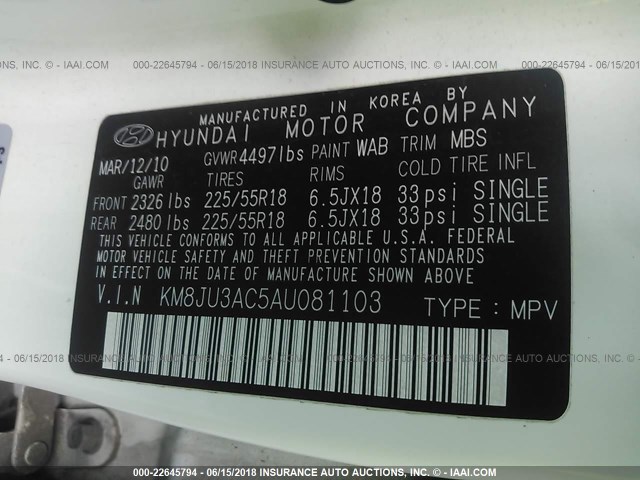 NS, INC. - IAAI.COM 000-22645794 - 06/15/2018 INSURANCE AUTO AUCTIONS, INC. - IAAI.COM 000-22645794 - 06/1
MANUFACTURED IN KOREA BY
HYUNDAI MOTOR COMPANY
MAR/12/10 GVWR 4497lbs PAINT WAB TRIM MBS
GAWR TIRES RIMS COLD TIRE INFL
FRONT 2326lbs 225/55R18 6.5JX18 33psi SINGLE
REAR 2480lbs 225/55R18 6.5JX18 33psi SINGLE
THIS VEHICLE CONFORMS TO ALL APPLICABLE U.S.A. FEDERAL
MOTOR VEHICLE SAFETY AND THEFT PREVENTION STANDARDS
IN EFFECT ON THE DATE OF MANUFACTURE SHOWN ABOVE
V.I.N KM8JU3AC5AU081103 TYPE : MPV
000-22645794 - 06/15/2018 INSURANCE AUTO AUCTIONS, INC. - IAAI.COM